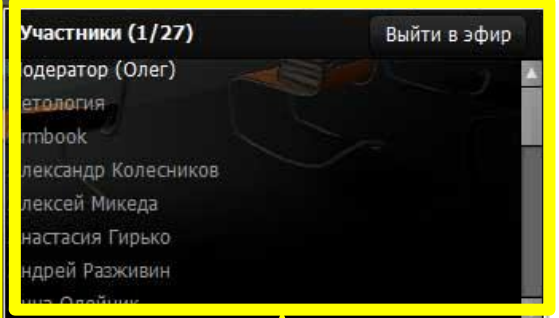 Участники (1/27)
Выйти в эфир
одератор (Олег)
етология
rmbook
лександр Колесников
лексей Микеда
настасия Гирько
ндрей Разживин